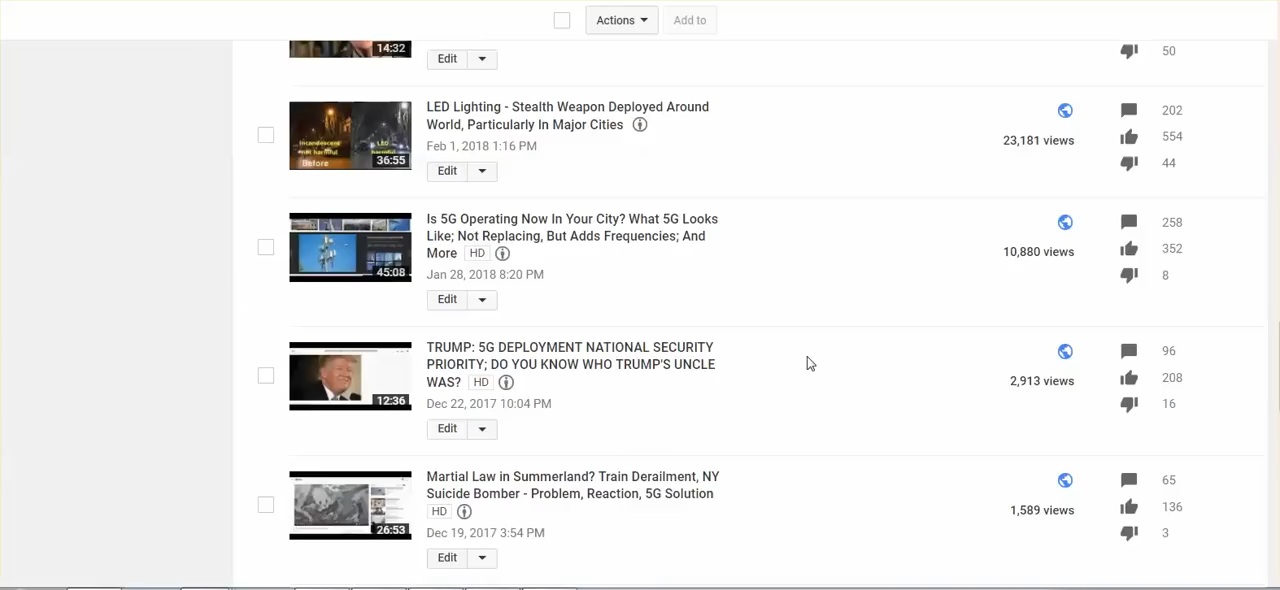 Actions
Add to
14:32
Edit
50
LED Lighting - Stealth Weapon Deployed Around
World, Particularly In Major Cities
Feb 1, 2018 1:16 PM
Edit
Incandescent
not harmful
Before
LED
harmful
36:55
23,181 views
202
554
44
Is 5G Operating Now In Your City? What 5G Looks
Like; Not Replacing, But Adds Frequencies; And
More HD
Jan 28, 2018 8:20 PM
Edit
45:08
10,880 views
258
352
8
TRUMP: 5G DEPLOYMENT NATIONAL SECURITY
PRIORITY; DO YOU KNOW WHO TRUMP'S UNCLE
WAS? HD
Dec 22, 2017 10:04 PM
Edit
12:36
2,913 views
96
208
16
Martial Law in Summerland? Train Derailment, NY
Suicide Bomber - Problem, Reaction, 5G Solution
HD
Dec 19, 2017 3:54 PM
Edit
26:53
1,589 views
65
136
3